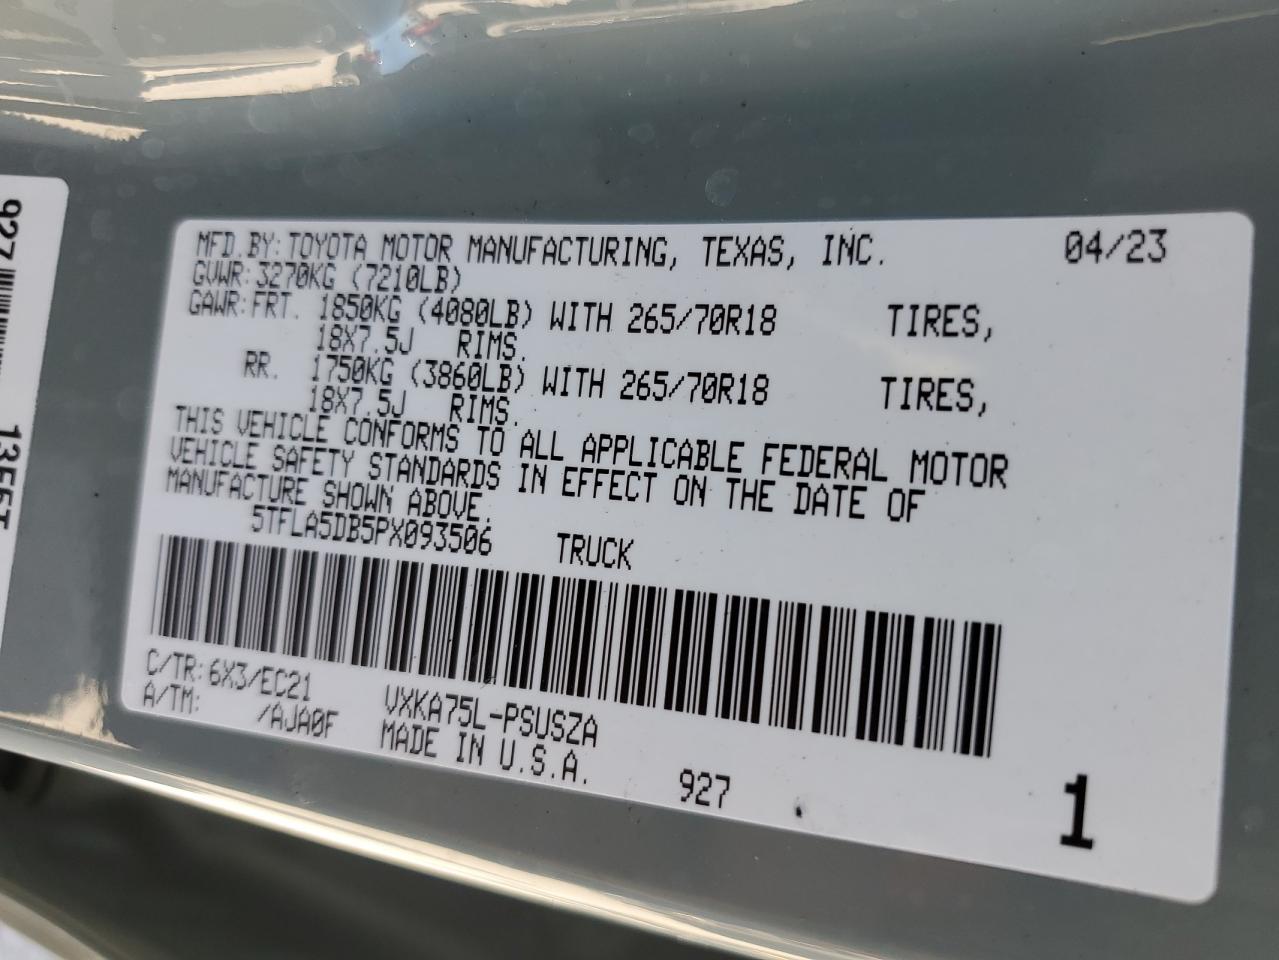 MFD.BY: TOYOTA MOTOR MANUFACTURING, TEXAS, INC. 04/23
GVWR: 3270KG (7210LB)
GAWR: FRT. 1850KG (4080LB) WITH 265/70R18 TIRES,
18X7.5J RIMS.
RR. 1750KG (3860LB) WITH 265/70R18 TIRES,
18X7.5J RIMS.
THIS VEHICLE CONFORMS TO ALL APPLICABLE FEDERAL MOTOR
VEHICLE SAFETY STANDARDS IN EFFECT ON THE DATE OF
MANUFACTURE SHOWN ABOVE.
5TFLA5DB5PX093506 TRUCK
C/TR: 6X3/EC21 VXKA75L-PSUSZA
A/TM: /AJA0F MADE IN U.S.A. 927 1
927